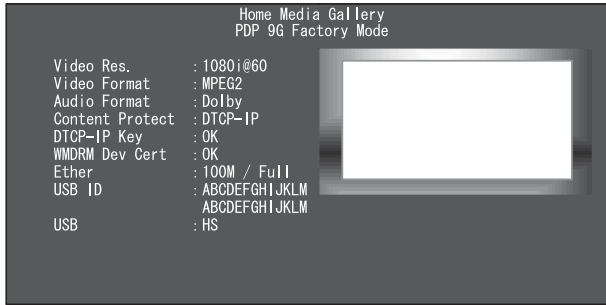 Home Media Gallery
PDP 9G Factory Mode
Video Res. : 1080i@60
Video Format : MPEG2
Audio Format : Dolby
Content Protect : DTCP-IP
DTCP-IP Key : OK
WMDRM Dev Cert : OK
Ether : 100M / Full
USB ID : ABCDEFGHIJKLM
ABCDEFGHIJKLM
USB : HS